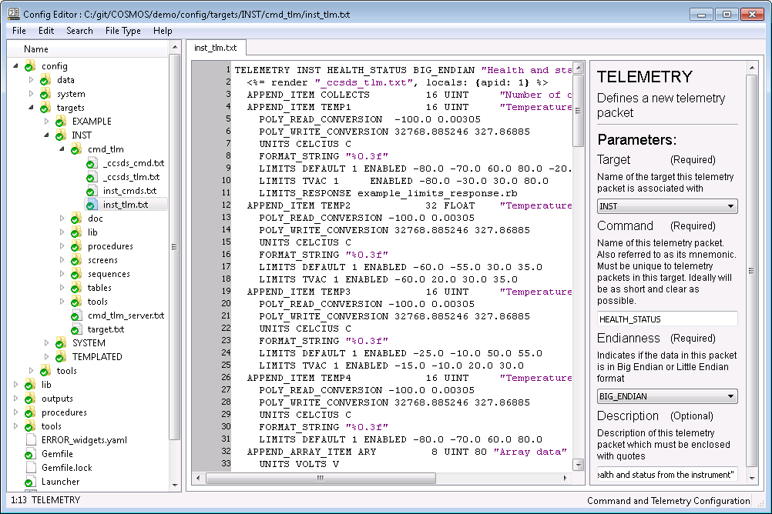 Config Editor : C:/git/COSMOS/demo/config/targets/INST/cmd_tlm/inst_tlm.txt
File Edit Search File Type Help
Name
config
data
system
targets
EXAMPLE
INST
cmd_tlm
_ccsds_cmd.txt
_ccsds_tlm.txt
inst_cmds.txt
inst_tlm.txt
doc
lib
procedures
screens
sequences
tables
tools
cmd_tlm_server.txt
target.txt
SYSTEM
TEMPLATED
tools
lib
outputs
procedures
tools
ERROR_widgets.yaml
Gemfile
Gemfile.lock
Launcher
inst_tlm.txt
1 TELEMETRY INST HEALTH_STATUS BIG_ENDIAN "Health and sta
2 <%= render "_ccsds_tlm.txt", locals: {apid: 1} %>
3 APPEND_ITEM COLLECTS 16 UINT "Number of c
4 APPEND_ITEM TEMP1 16 UINT "Temperature
5 POLY_READ_CONVERSION -100.0 0.00305
6 POLY_WRITE_CONVERSION 32768.885246 327.86885
7 UNITS CELCIUS C
8 FORMAT_STRING "%0.3f"
9 LIMITS DEFAULT 1 ENABLED -80.0 -70.0 60.0 80.0 -20.
10 LIMITS TVAC 1 ENABLED -80.0 -30.0 30.0 80.0
11 LIMITS_RESPONSE example_limits_response.rb
12 APPEND_ITEM TEMP2 32 FLOAT "Temperature
13 POLY_READ_CONVERSION -100.0 0.00305
14 POLY_WRITE_CONVERSION 32768.885246 327.86885
15 UNITS CELCIUS C
16 FORMAT_STRING "%0.3f"
17 LIMITS DEFAULT 1 ENABLED -60.0 -55.0 30.0 35.0
18 LIMITS TVAC 1 ENABLED -60.0 20.0 30.0 35.0
19 APPEND_ITEM TEMP3 16 UINT "Temperature
20 POLY_READ_CONVERSION -100.0 0.00305
21 POLY_WRITE_CONVERSION 32768.885246 327.86885
22 UNITS CELCIUS C
23 FORMAT_STRING "%0.3f"
24 LIMITS DEFAULT 1 ENABLED -25.0 -10.0 50.0 55.0
25 LIMITS TVAC 1 ENABLED -15.0 -10.0 20.0 30.0
26 APPEND_ITEM TEMP4 16 UINT "Temperature
27 POLY_READ_CONVERSION -100.0 0.00305
28 POLY_WRITE_CONVERSION 32768.885246 327.86885
29 UNITS CELCIUS C
30 FORMAT_STRING "%0.3f"
31 LIMITS DEFAULT 1 ENABLED -80.0 -70.0 60.0 80.0
32 APPEND_ARRAY_ITEM ARY 8 UINT 80 "Array data"
33 UNITS VOLTS V
TELEMETRY
Defines a new telemetry
packet
Parameters:
Target (Required)
Name of the target this telemetry
packet is associated with
INST
Command (Required)
Name of this telemetry packet.
Also referred to as its mnemonic.
Must be unique to telemetry
packets in this target. Ideally will
be as short and clear as
possible.
HEALTH_STATUS
Endianness (Required)
Indicates if the data in this packet
is in Big Endian or Little Endian
format
BIG_ENDIAN
Description (Optional)
Description of this telemetry
packet which must be enclosed
with quotes
ealth and status from the instrument"
1:13 TELEMETRY
Command and Telemetry Configuration